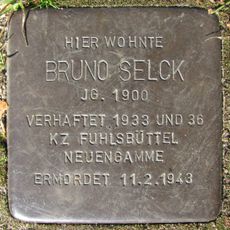 HIER WOHNTE
BRUNO SELCK
JG. 1900
VERHAFTET 1933 UND 36
KZ FUHLSBÜTTEL
NEUENGAMME
ERMORDET 11.2.1943